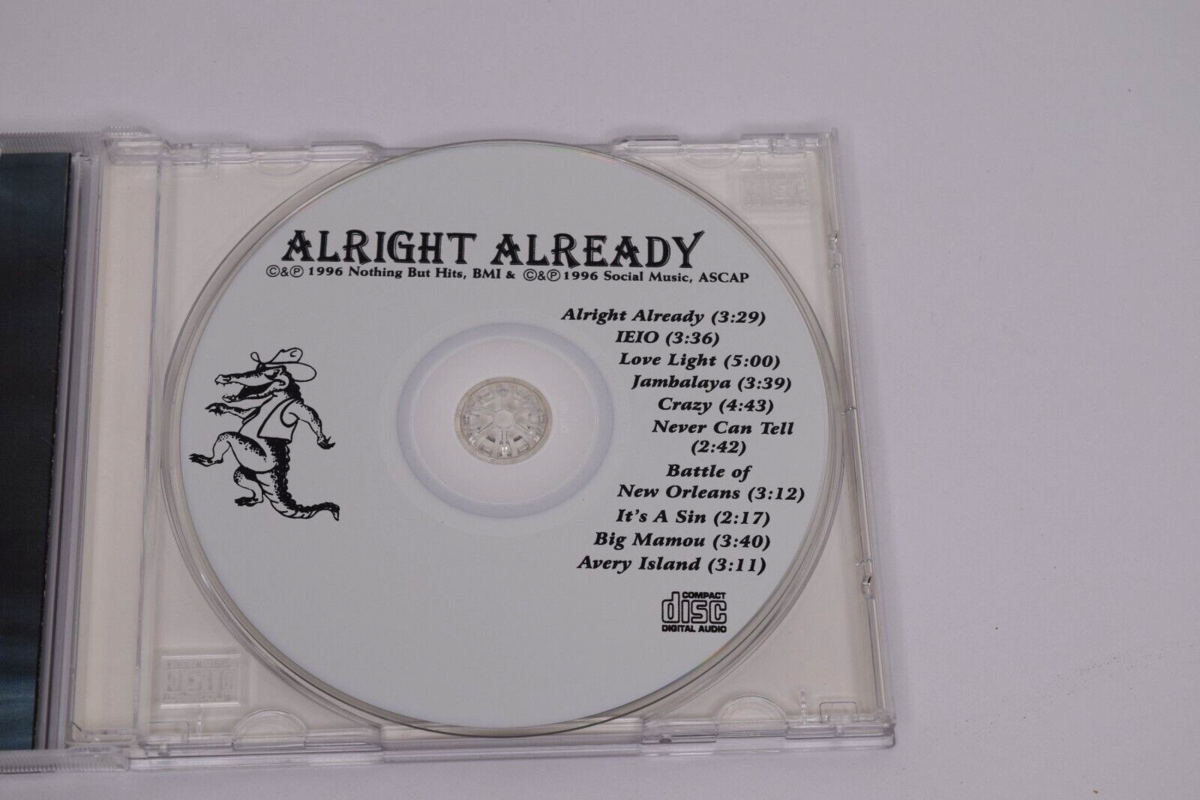 ALRIGHT ALREADY
©&℗ 1996 Nothing But Hits, BMI & ©&℗ 1996 Social Music, ASCAP
Alright Already (3:29)
IEIO (3:36)
Love Light (5:00)
Jambalaya (3:39)
Crazy (4:43)
Never Can Tell
(2:42)
Battle of
New Orleans (3:12)
It's A Sin (2:17)
Big Mamou (3:40)
Avery Island (3:11)
COMPACT
disc
DIGITAL AUDIO